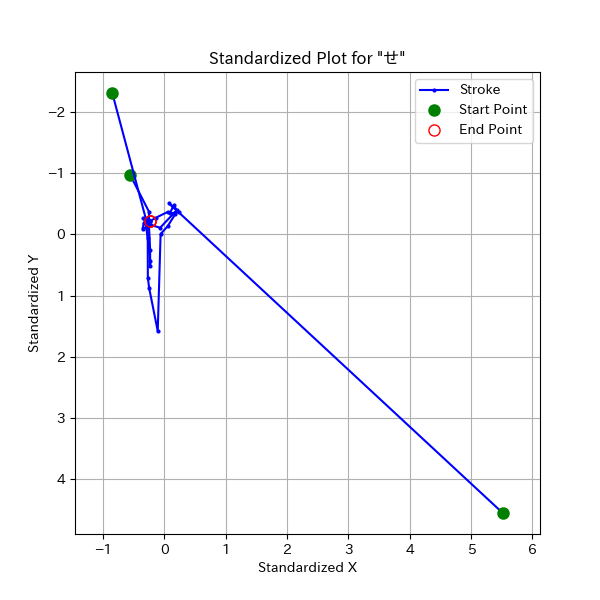 Standardized Plot for "せ"
Stroke
Start Point
End Point
−2
−1
0
1
2
3
4
Standardized Y
−1 0 1 2 3 4 5 6
Standardized X